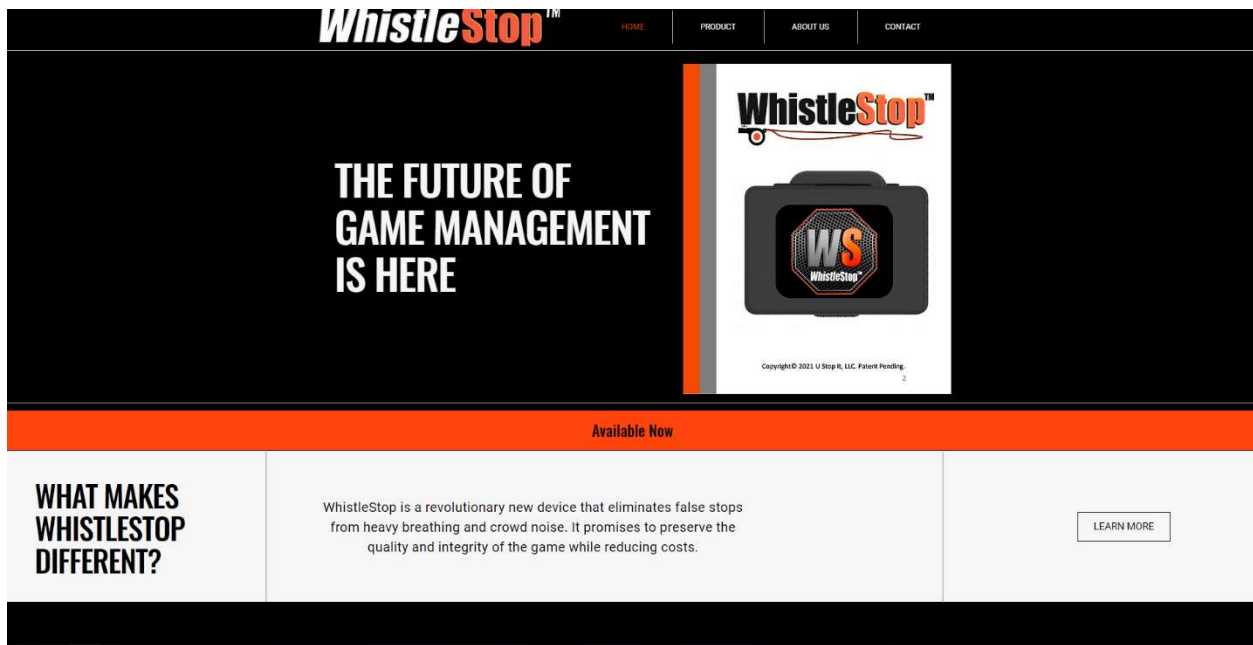 WhistleStop™
HOME
PRODUCT
ABOUT US
CONTACT
THE FUTURE OF
GAME MANAGEMENT
IS HERE
WhistleStop™
WS
WhistleStop™
Copyright© 2021 U Stop It, LLC. Patent Pending.
2
Available Now
WHAT MAKES
WHISTLESTOP
DIFFERENT?
WhistleStop is a revolutionary new device that eliminates false stops
from heavy breathing and crowd noise. It promises to preserve the
quality and integrity of the game while reducing costs.
LEARN MORE